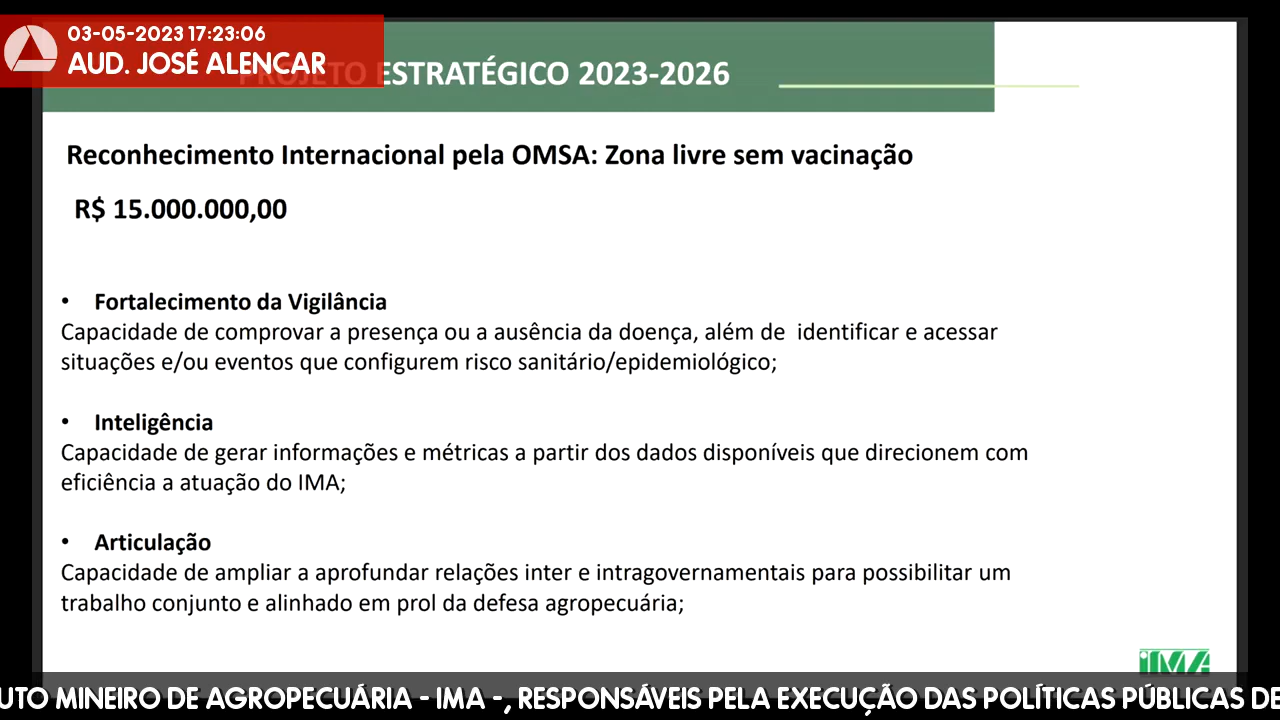 03-05-2023 17:23:06
AUD. JOSÉ ALENCAR
PROJETO ESTRATÉGICO 2023-2026
Reconhecimento Internacional pela OMSA: Zona livre sem vacinação
R$ 15.000.000,00
• Fortalecimento da Vigilância
Capacidade de comprovar a presença ou a ausência da doença, além de  identificar e acessar
situações e/ou eventos que configurem risco sanitário/epidemiológico;
• Inteligência
Capacidade de gerar informações e métricas a partir dos dados disponíveis que direcionem com
eficiência a atuação do IMA;
• Articulação
Capacidade de ampliar a aprofundar relações inter e intragovernamentais para possibilitar um
trabalho conjunto e alinhado em prol da defesa agropecuária;
IMA
UTO MINEIRO DE AGROPECUÁRIA - IMA -, RESPONSÁVEIS PELA EXECUÇÃO DAS POLÍTICAS PÚBLICAS DE